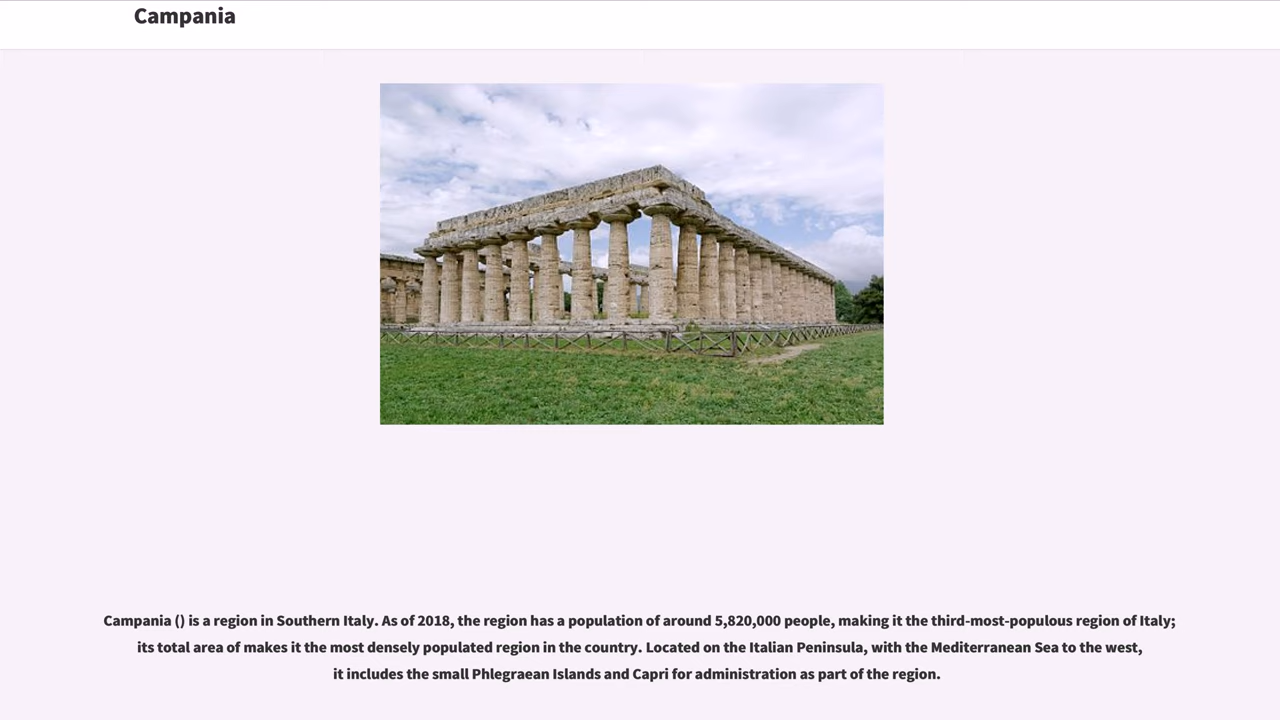 Campania
Campania () is a region in Southern Italy. As of 2018, the region has a population of around 5,820,000 people, making it the third-most-populous region of Italy;
its total area of makes it the most densely populated region in the country. Located on the Italian Peninsula, with the Mediterranean Sea to the west,
it includes the small Phlegraean Islands and Capri for administration as part of the region.